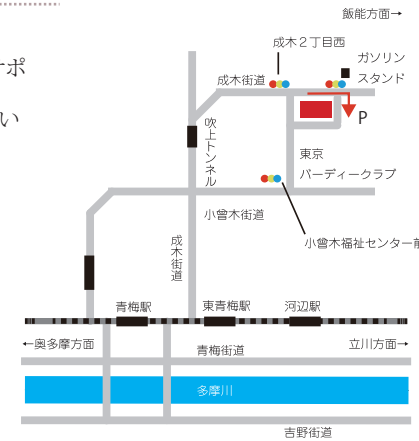 飯能方面→
成木2丁目西
ガソリン
スタンド
ポ
い
成木街道
P
吹上トンネル
東京
バーディークラブ
小曾木街道
小曾木福祉センター前
成木街道
青梅駅
東青梅駅
河辺駅
←奥多摩方面
立川方面→
青梅街道
多摩川
吉野街道